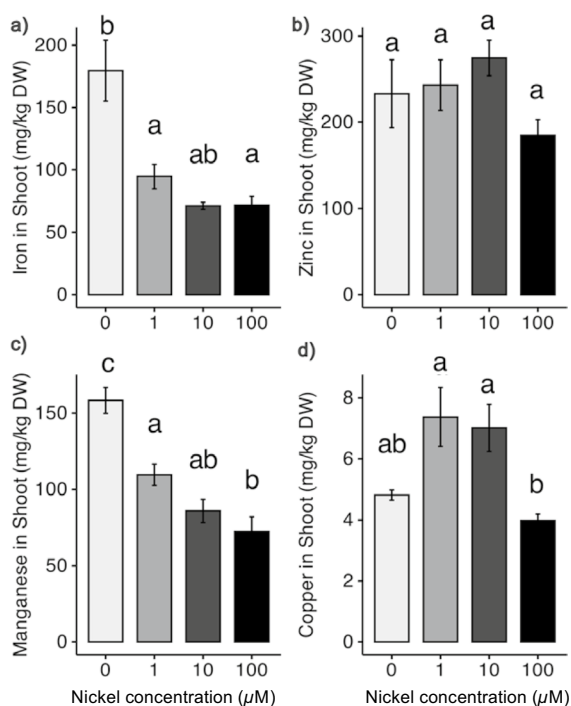 a)
Iron in Shoot (mg/kg DW)
200
150
100
50
0
b
a
ab
a
0 1 10 100
b)
Zinc in Shoot (mg/kg DW)
300
200
100
0
a
a
a
a
0 1 10 100
c)
Manganese in Shoot (mg/kg DW)
150
100
50
0
c
a
ab
b
0 1 10 100
Nickel concentration (µM)
d)
Copper in Shoot (mg/kg DW)
8
6
4
2
0
ab
a
a
b
0 1 10 100
Nickel concentration (µM)